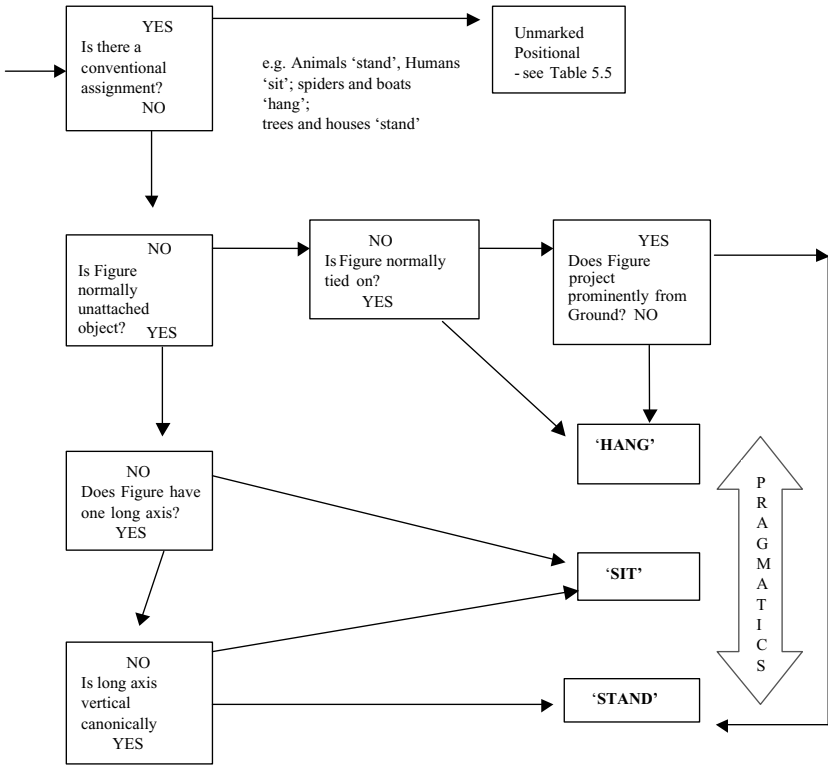 YES
Is there a
conventional
assignment?
NO
e.g. Animals ‘stand’, Humans
‘sit’; spiders and boats
‘hang’;
trees and houses ‘stand’
Unmarked
Positional
- see Table 5.5
NO
Is Figure
normally
unattached
object?
YES
NO
Is Figure normally
tied on?
YES
YES
Does Figure
project
prominently from
Ground? NO
‘HANG’
NO
Does Figure have
one long axis?
YES
‘SIT’
NO
Is long axis
vertical
canonically
YES
‘STAND’
PRAGMATICS